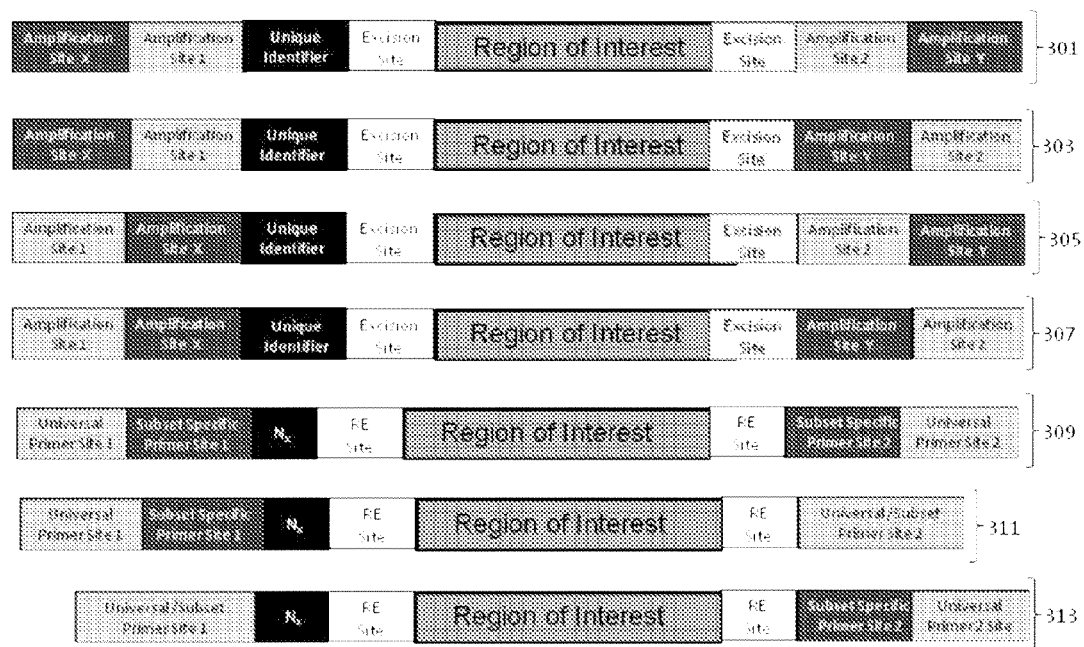 Amplification Site X Amplification Site 1 Unique Identifier Excision Site Region of Interest Excision Site Amplification Site 2 Amplification Site Y 301
Amplification Site X Amplification Site 1 Unique Identifier Excision Site Region of Interest Excision Site Amplification Site Y Amplification Site 2 303
Amplification Site 1 Amplification Site X Unique Identifier Excision Site Region of Interest Excision Site Amplification Site 2 Amplification Site Y 305
Amplification Site 1 Amplification Site X Unique Identifier Excision Site Region of Interest Excision Site Amplification Site Y Amplification Site 2 307
Universal Primer Site 1 Subset Specific Primer Site 1 Nx RE Site Region of Interest RE Site Subset Specific Primer Site 2 Universal Primer Site 2 309
Universal Primer Site 1 Subset Specific Primer Site 1 Nx RE Site Region of Interest RE Site Universal/Subset Primer Site 2 311
Universal/Subset Primer Site 1 Nx RE Site Region of Interest RE Site Subset Specific Primer Site Universal Primer 2 Site 313